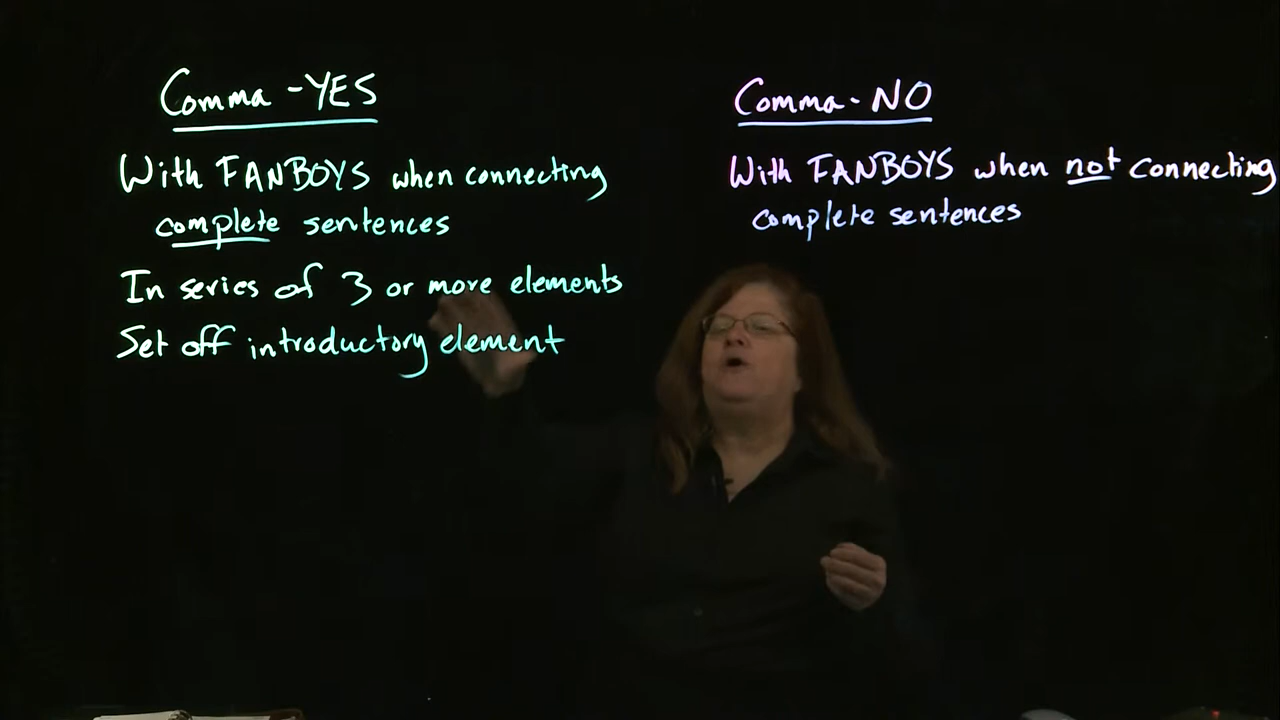 Comma - YES
With FANBOYS when connecting
complete sentences
In series of 3 or more elements
Set off introductory element
Comma - NO
With FANBOYS when not connecting
complete sentences